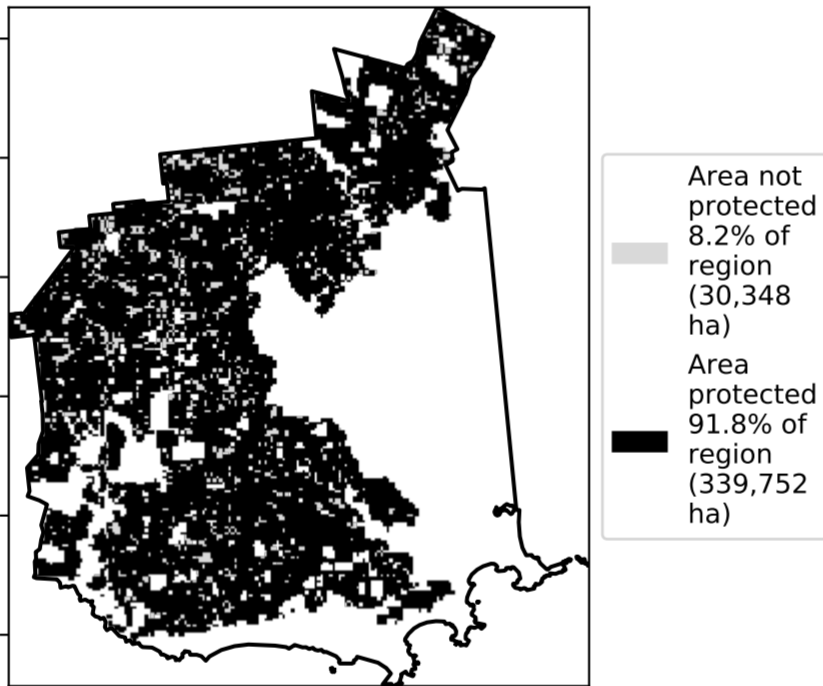 Area not
protected
8.2% of
region
(30,348
ha)
Area
protected
91.8% of
region
(339,752
ha)